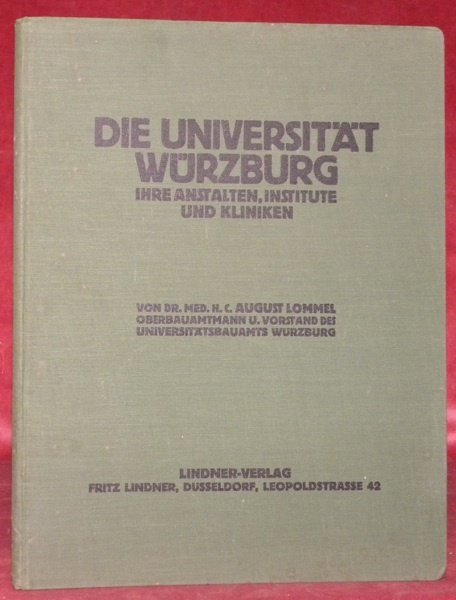 DIE UNIVERSITÄT
WÜRZBURG
IHRE ANSTALTEN, INSTITUTE
UND KLINIKEN
VON DR. MED. H. C. AUGUST LOMMEL
OBERBAUAMTMANN U. VORSTAND DES
UNIVERSITÄTSBAUAMTS WÜRZBURG
LINDNER-VERLAG
FRITZ LINDNER, DÜSSELDORF, LEOPOLDSTRASSE 42